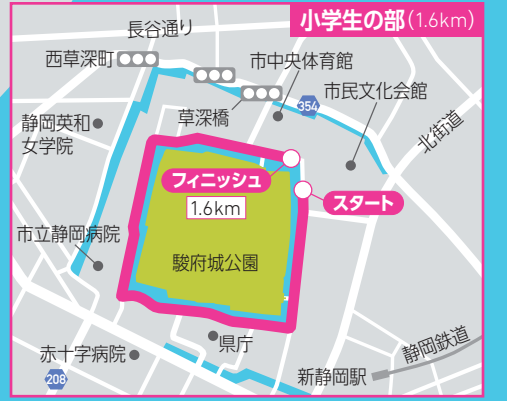 小学生の部(1.6km)
長谷通り
西草深町
市中央体育館
市民文化会館
草深橋
354
北街道
静岡英和
女学院
フィニッシュ
1.6km
スタート
市立静岡病院
駿府城公園
県庁
赤十字病院
静岡鉄道
新静岡駅
208